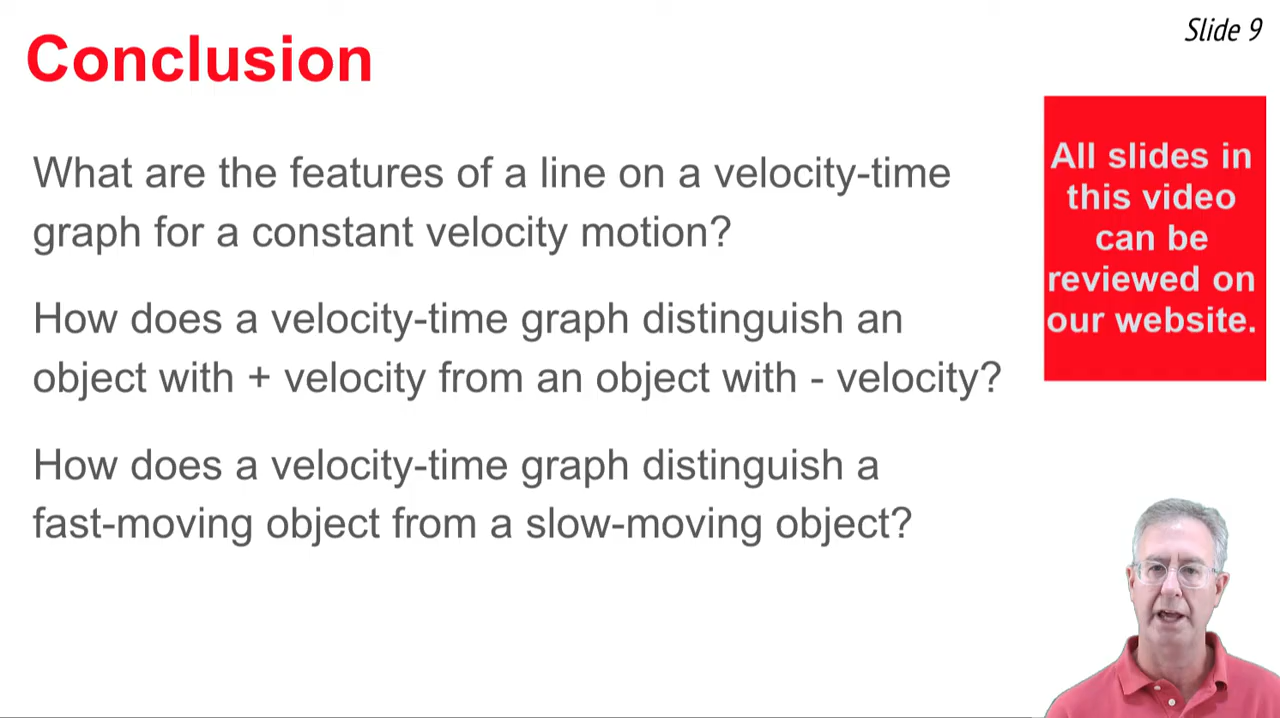 Slide 9
Conclusion
What are the features of a line on a velocity-time
graph for a constant velocity motion?
How does a velocity-time graph distinguish an
object with + velocity from an object with - velocity?
How does a velocity-time graph distinguish a
fast-moving object from a slow-moving object?
All slides in
this video
can be
reviewed on
our website.